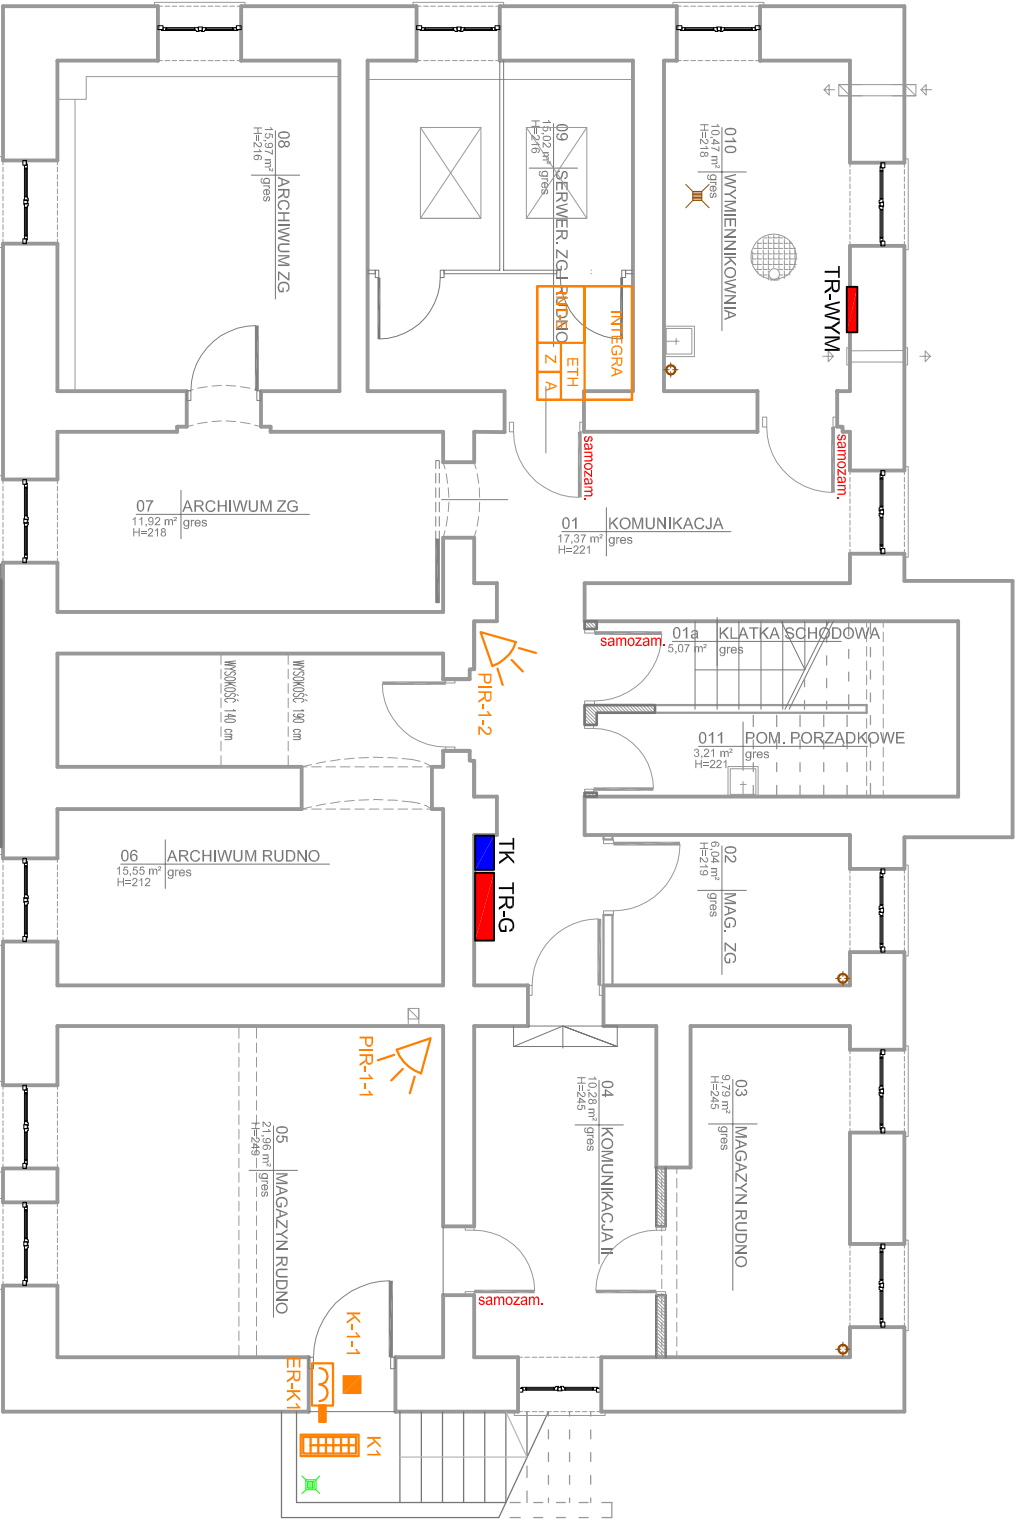 08 ARCHIWUM ZG
15,97 m² gres
H=216
09 SERWER. ZG I RUDNO
15,02 m² gres
H=216
010 WYMIENNIKOWNIA
10,47 m² gres
H=218
TR-WYM
INTEGRA
ETH
Z
A
samozam.
samozam.
07 ARCHIWUM ZG
11,92 m² gres
H=218
01 KOMUNIKACJA
17,37 m² gres
H=221
samozam.
01a KLATKA SCHODOWA
5,07 m² gres
PIR-1-2
WYSOKOŚĆ 140 cm
WYSOKOŚĆ 190 cm
011 POM. PORZĄDKOWE
3,21 m² gres
H=221
06 ARCHIWUM RUDNO
15,55 m² gres
H=212
TK
TR-G
02 MAG. ZG
6,04 m² gres
H=219
PIR-1-1
05 MAGAZYN RUDNO
21,96 m² gres
H=249
04 KOMUNIKACJA II
10,28 m² gres
H=245
03 MAGAZYN RUDNO
9,79 m² gres
H=245
samozam.
K-1-1
ER-K1
K1